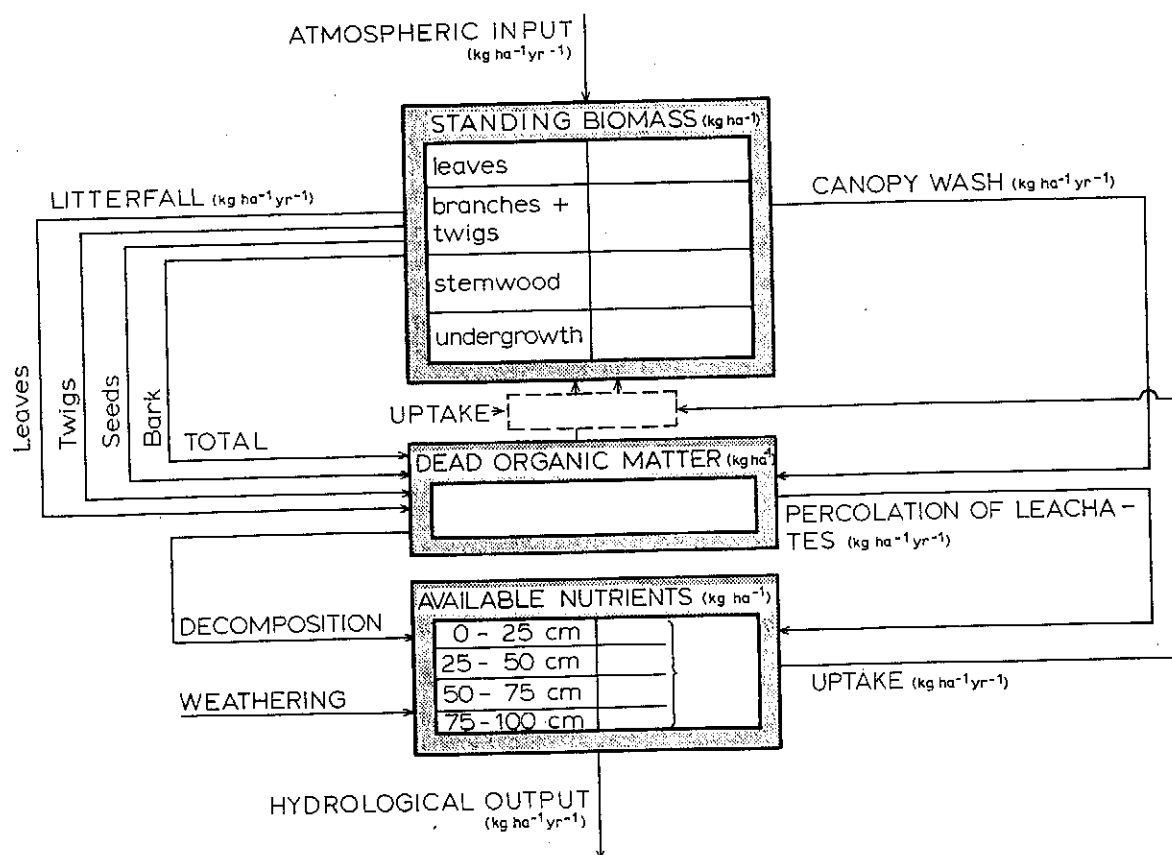 ATMOSPHERIC INPUT
(kg ha⁻¹yr⁻¹)
STANDING BIOMASS (kg ha⁻¹)
leaves
branches +
twigs
stemwood
undergrowth
LITTERFALL (kg ha⁻¹yr⁻¹)
CANOPY WASH (kg ha⁻¹yr⁻¹)
Leaves
Twigs
Seeds
Bark
TOTAL
UPTAKE
DEAD ORGANIC MATTER (kg ha⁻¹)
PERCOLATION OF LEACHA-
TES (kg ha⁻¹yr⁻¹)
AVAILABLE NUTRIENTS (kg ha⁻¹)
0 - 25 cm
25 - 50 cm
50 - 75 cm
75 - 100 cm
DECOMPOSITION
WEATHERING
UPTAKE (kg ha⁻¹yr⁻¹)
HYDROLOGICAL OUTPUT
(kg ha⁻¹yr⁻¹)